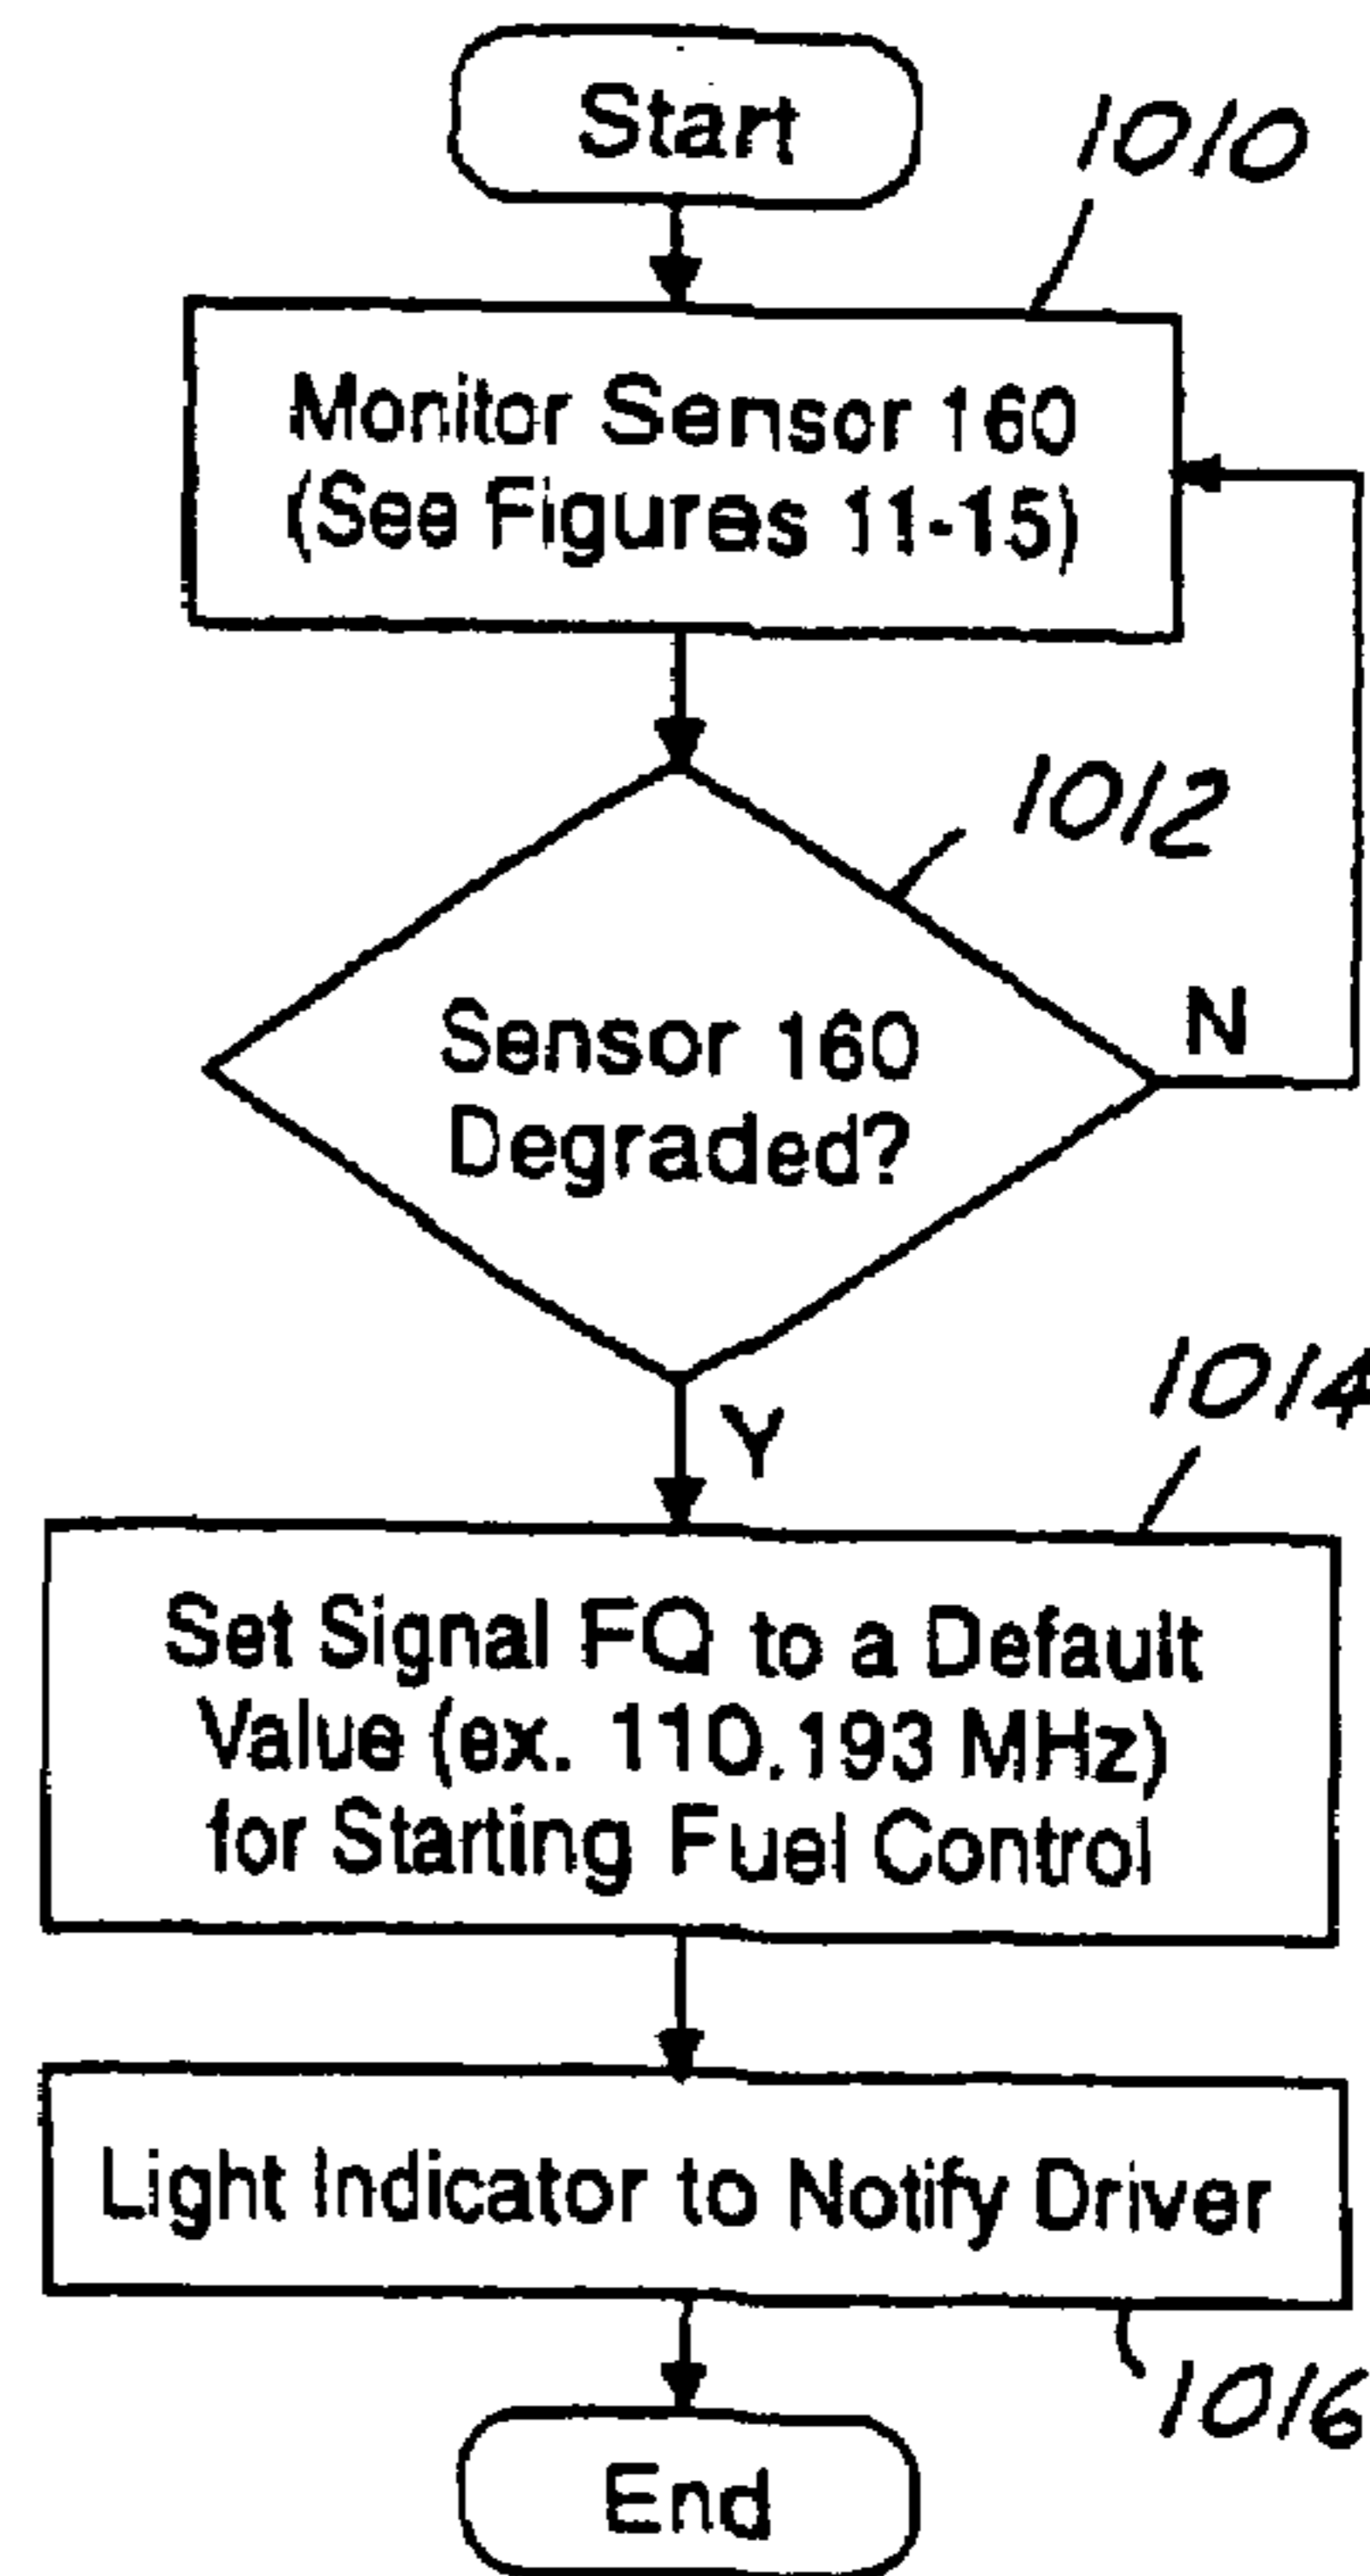 Start
1010
Monitor Sensor 160
(See Figures 11-15)
1012
Sensor 160
Degraded?
N
Y
1014
Set Signal FQ to a Default
Value (ex. 110.193 MHz)
for Starting Fuel Control
Light Indicator to Notify Driver
1016
End